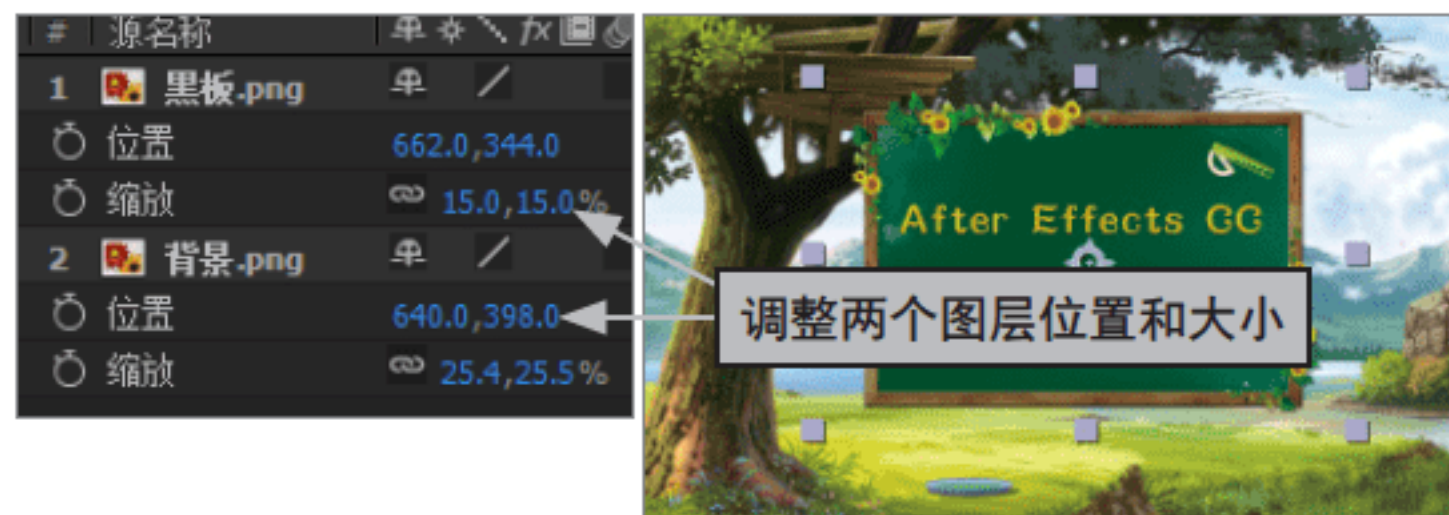 # 源名称 fx
1 黑板.png
位置 662.0,344.0
缩放 15.0,15.0%
2 背景.png
位置 640.0,398.0
缩放 25.4,25.5%
After Effects CC
调整两个图层位置和大小